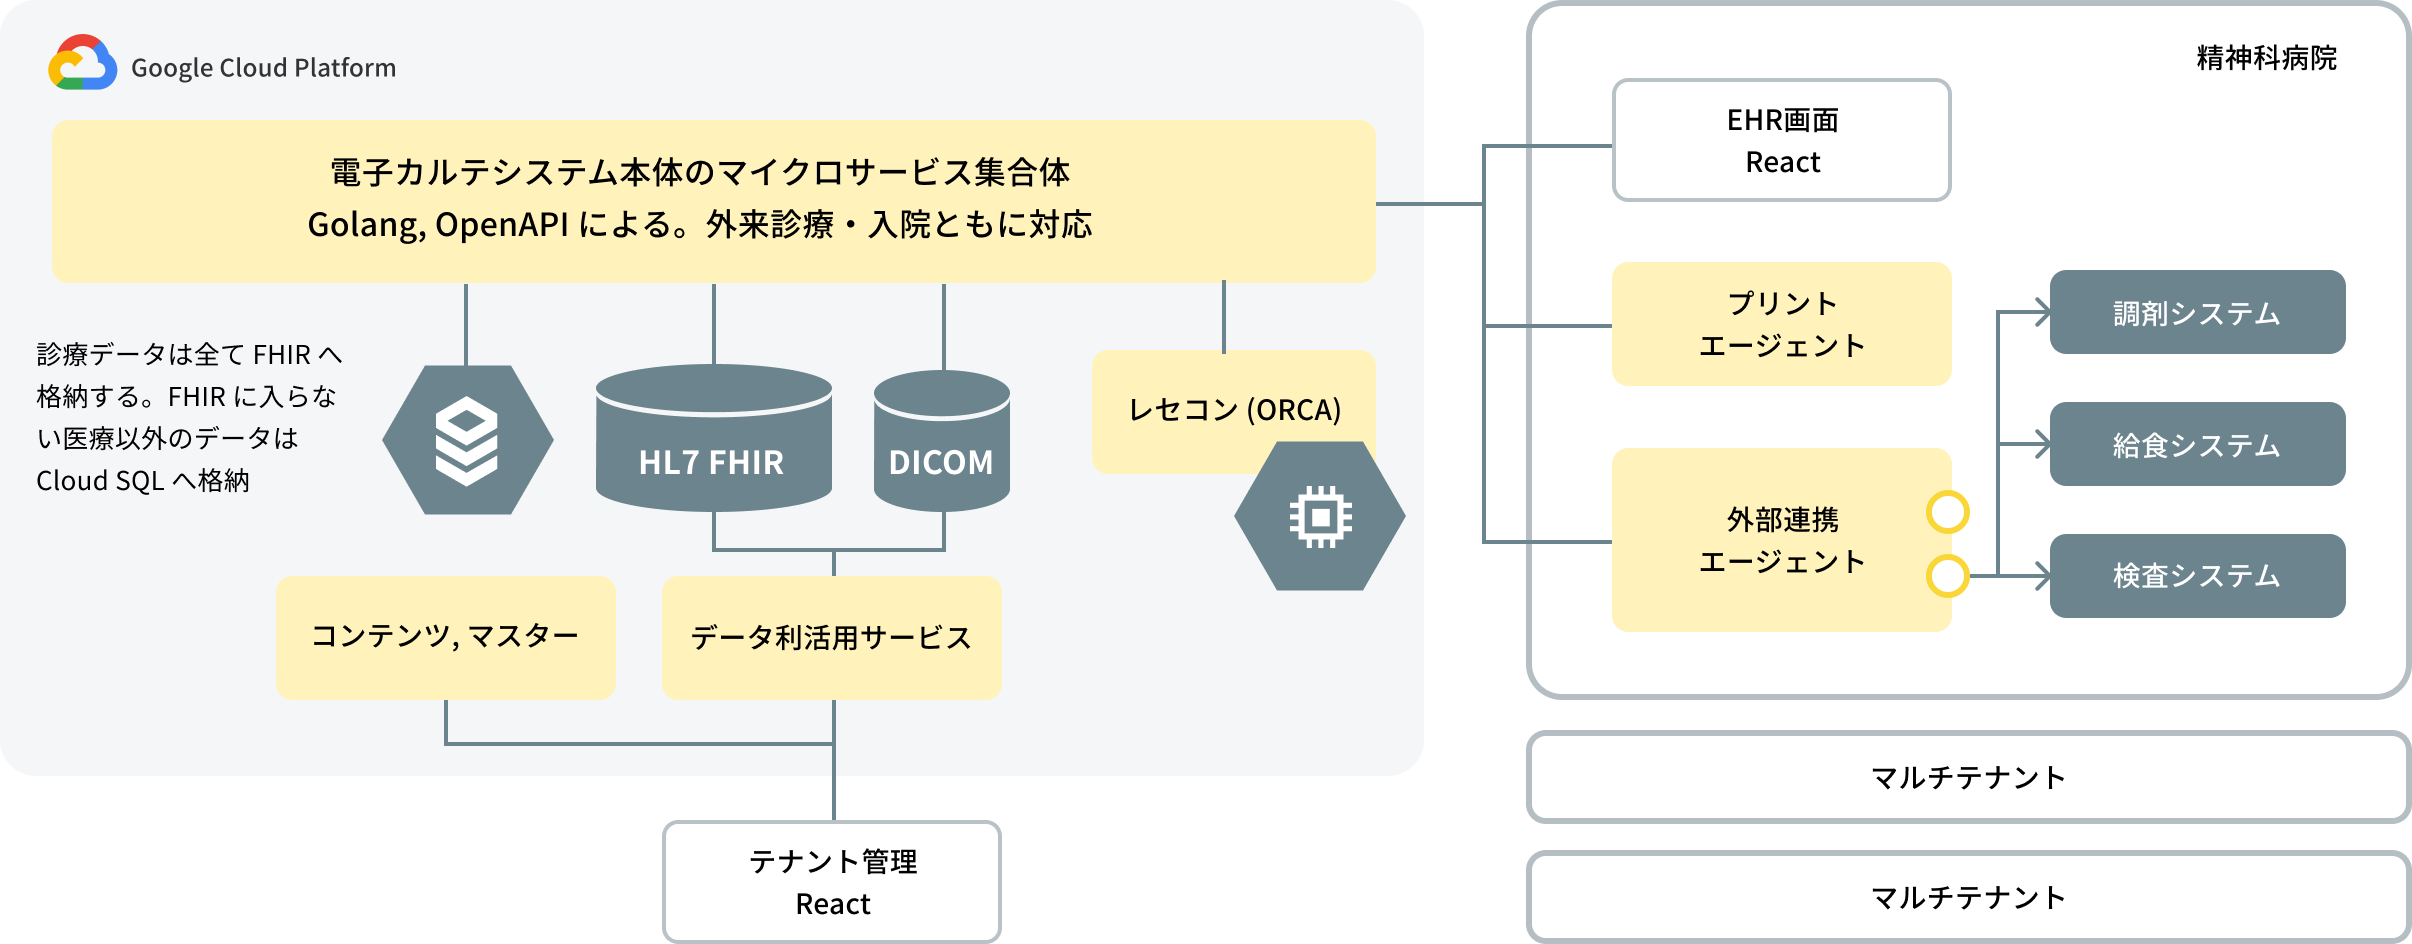 Google Cloud Platform
電子カルテシステム本体のマイクロサービス集合体
Golang, OpenAPI による。外来診療・入院ともに対応
診療データは全て FHIR へ
格納する。FHIR に入らな
い医療以外のデータは
Cloud SQL へ格納
HL7 FHIR
DICOM
レセコン (ORCA)
コンテンツ, マスター
データ利活用サービス
テナント管理
React
精神科病院
EHR画面
React
プリント
エージェント
外部連携
エージェント
調剤システム
給食システム
検査システム
マルチテナント
マルチテナント